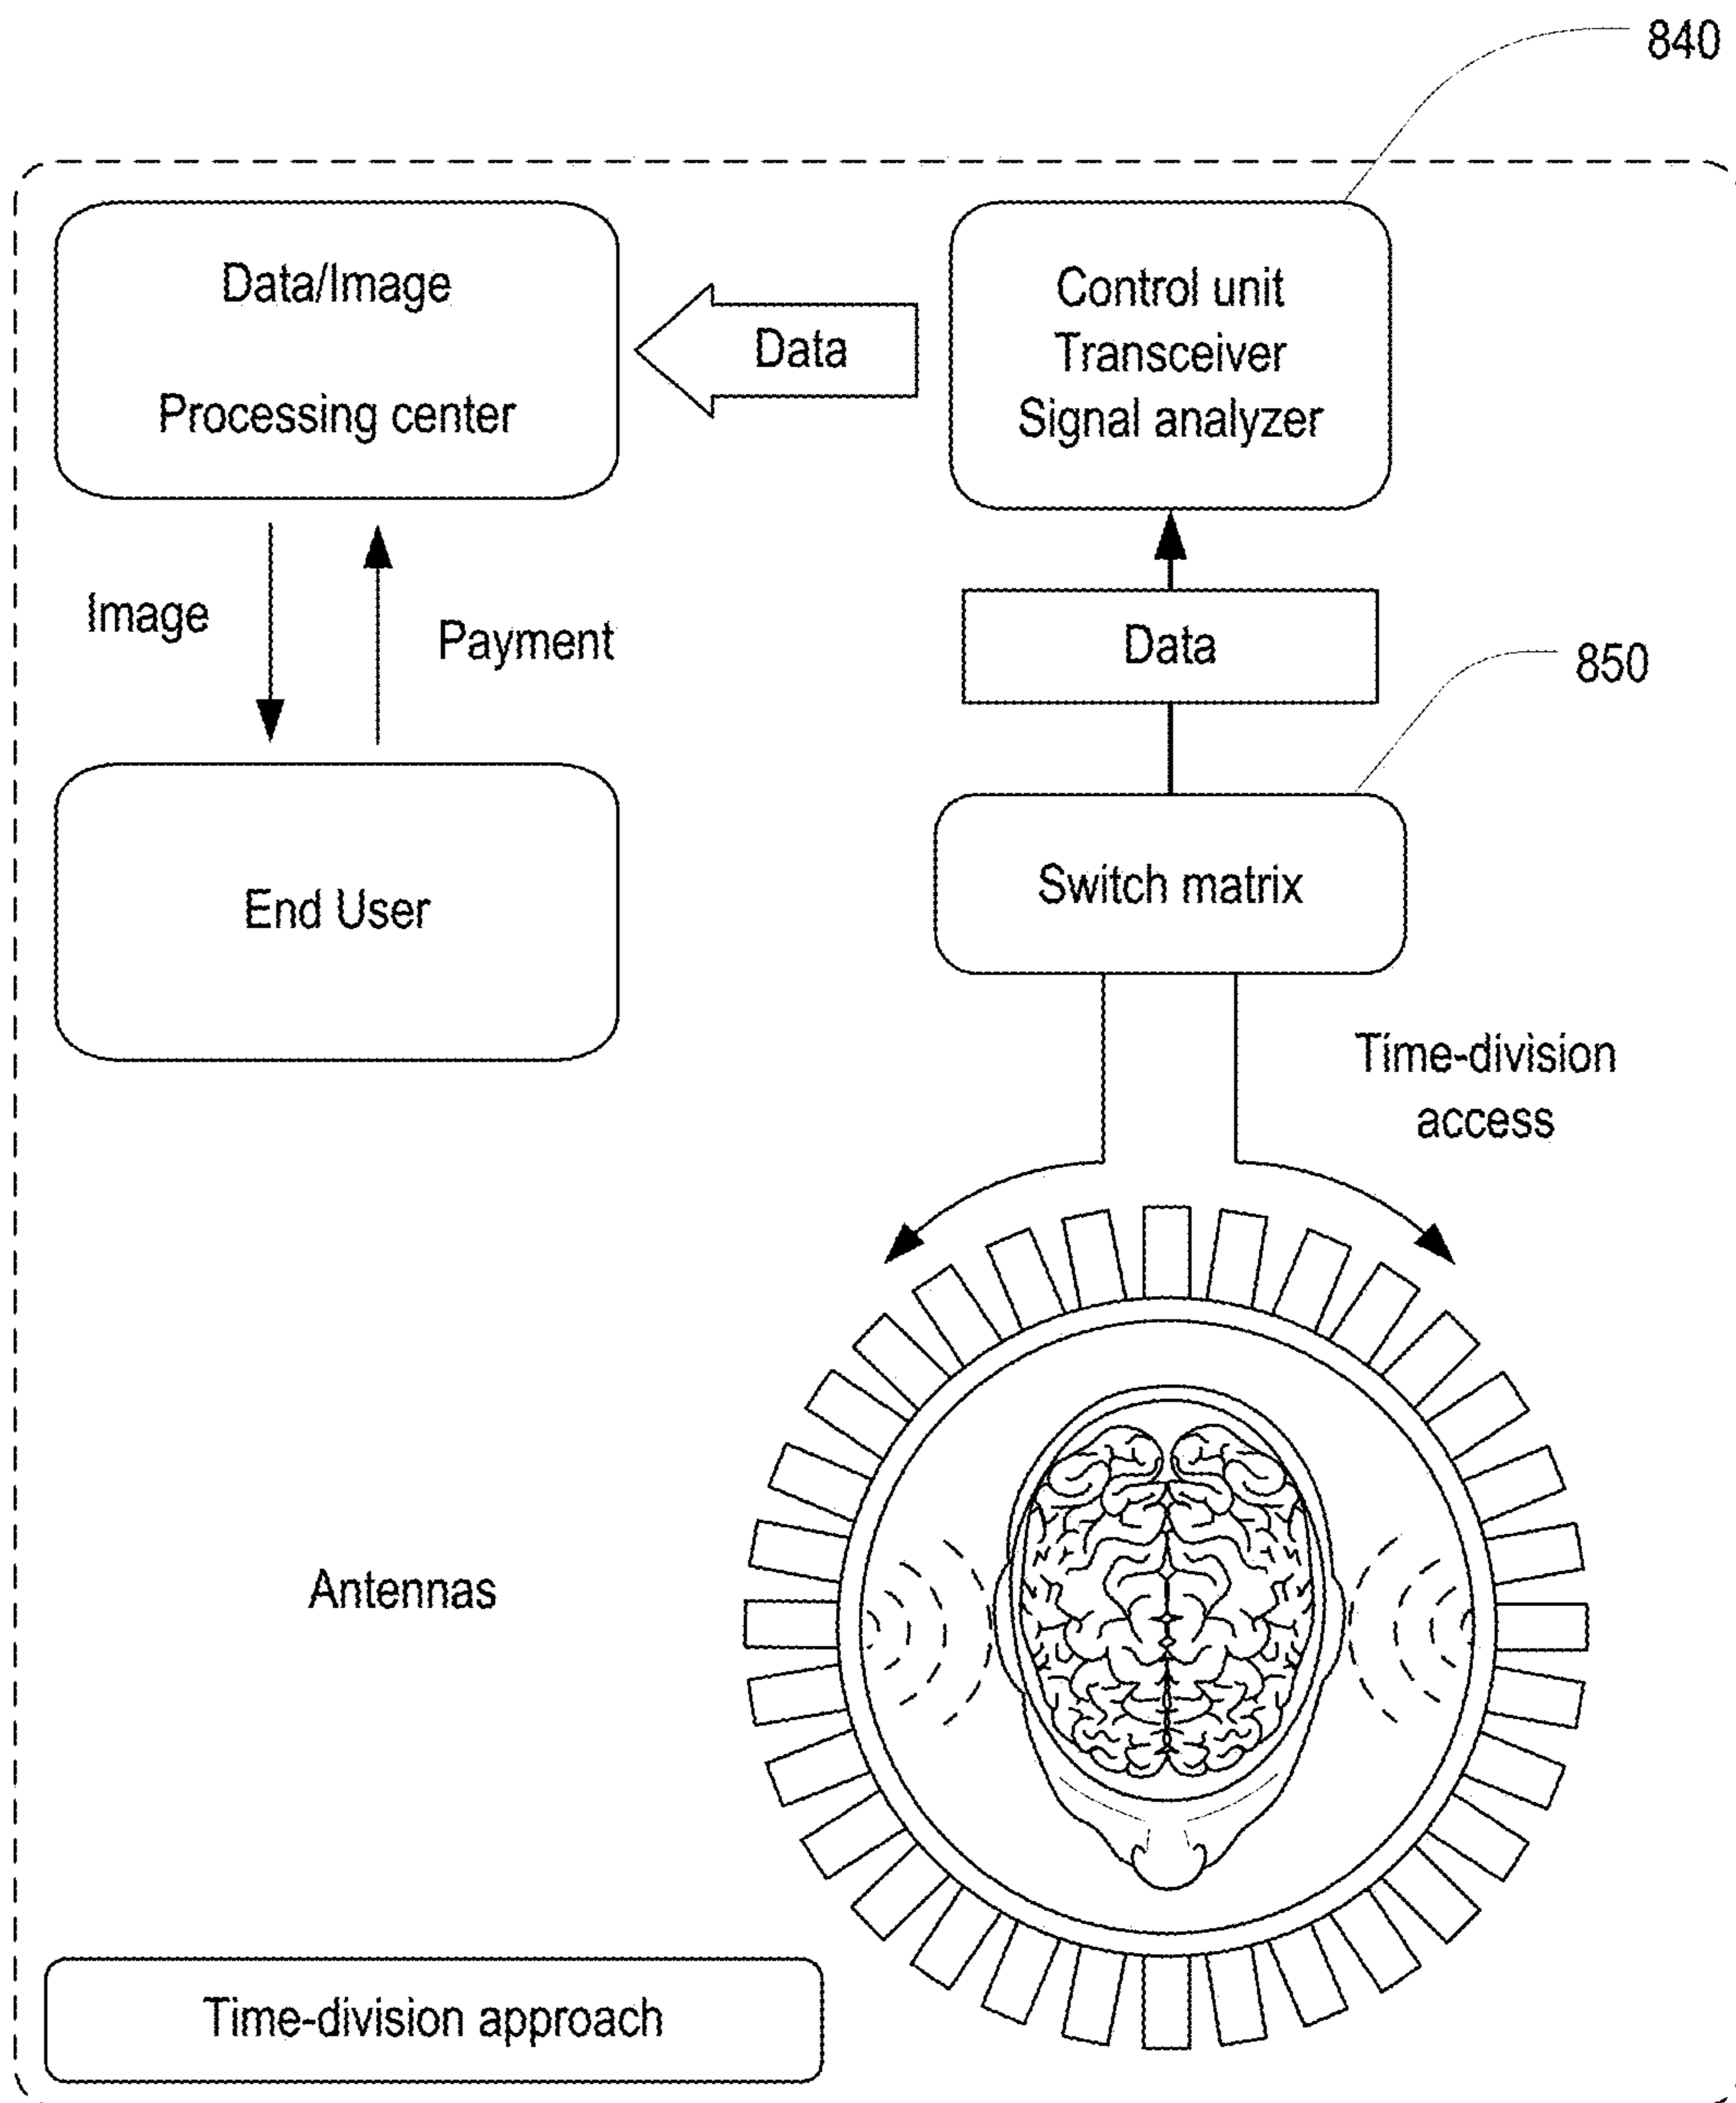 840
Data/Image
Processing center
Data
Control unit
Transceiver
Signal analyzer
Image
Payment
Data
850
End User
Switch matrix
Time-division
access
Antennas
Time-division approach